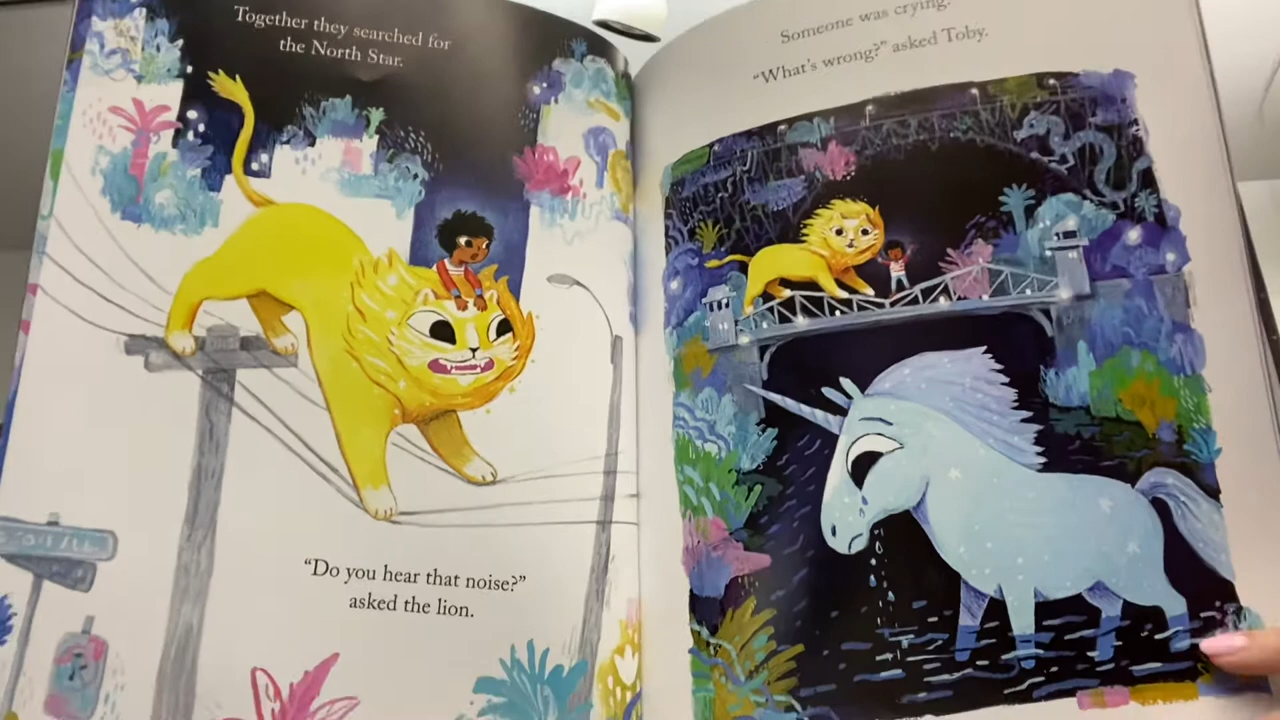 Together they searched for
the North Star.
"Do you hear that noise?"
asked the lion.
Someone was crying.
"What's wrong?" asked Toby.